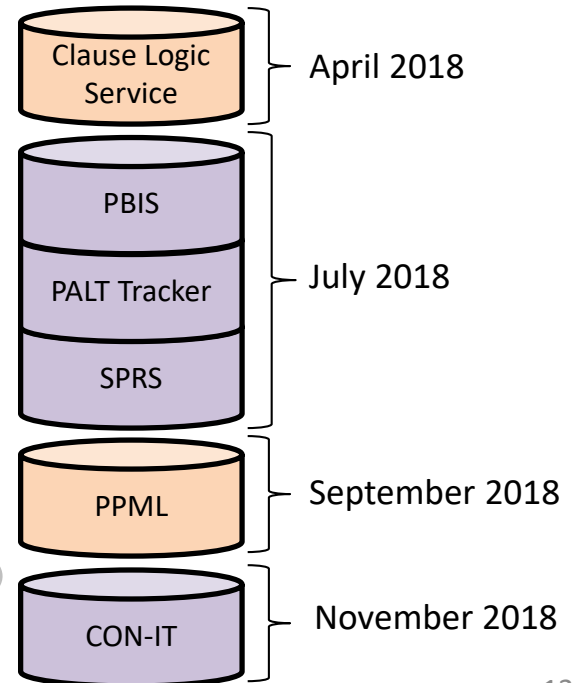 Clause Logic
Service
April 2018
PBIS
PALT Tracker
SPRS
July 2018
PPML
September 2018
CON-IT
November 2018